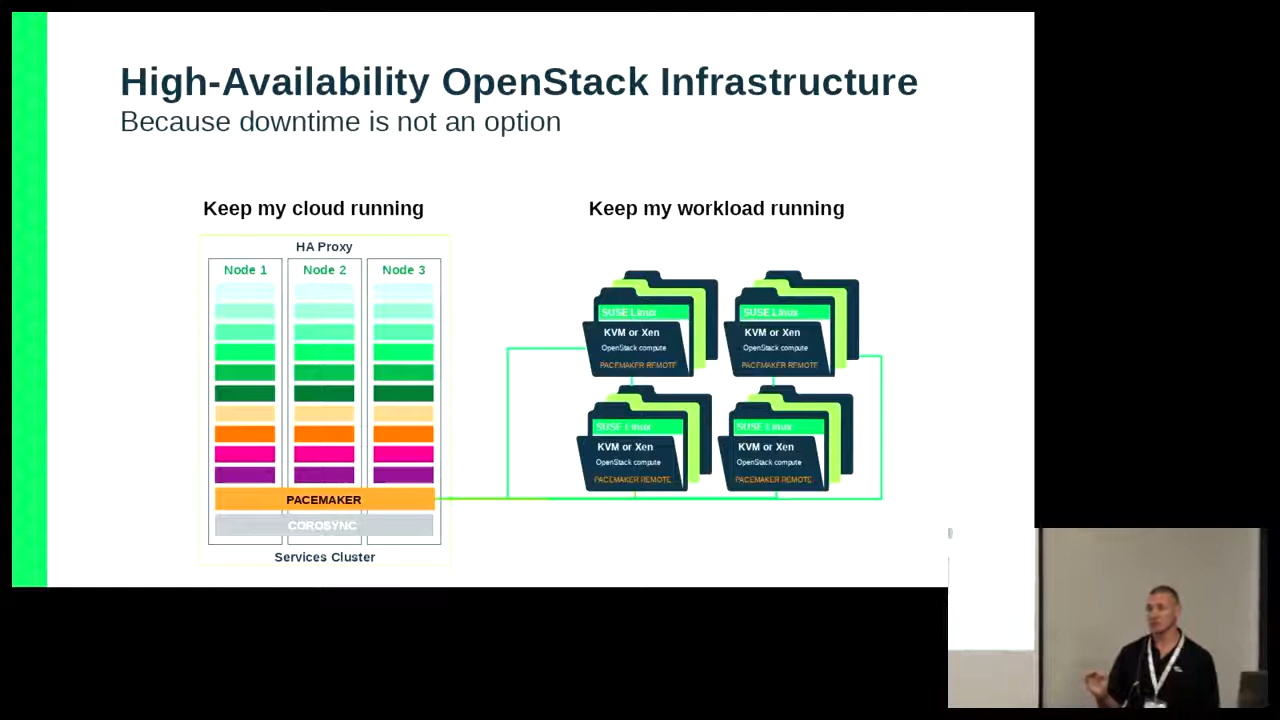 High-Availability OpenStack Infrastructure
Because downtime is not an option
Keep my cloud running
Keep my workload running
HA Proxy
Node 1 Node 2 Node 3
PACEMAKER
COROSYNC
Services Cluster
SUSE Linux
KVM or Xen
OpenStack compute
PACEMAKER REMOTE
SUSE Linux
KVM or Xen
OpenStack compute
PACEMAKER REMOTE
SUSE Linux
KVM or Xen
OpenStack compute
PACEMAKER REMOTE
SUSE Linux
KVM or Xen
OpenStack compute
PACEMAKER REMOTE